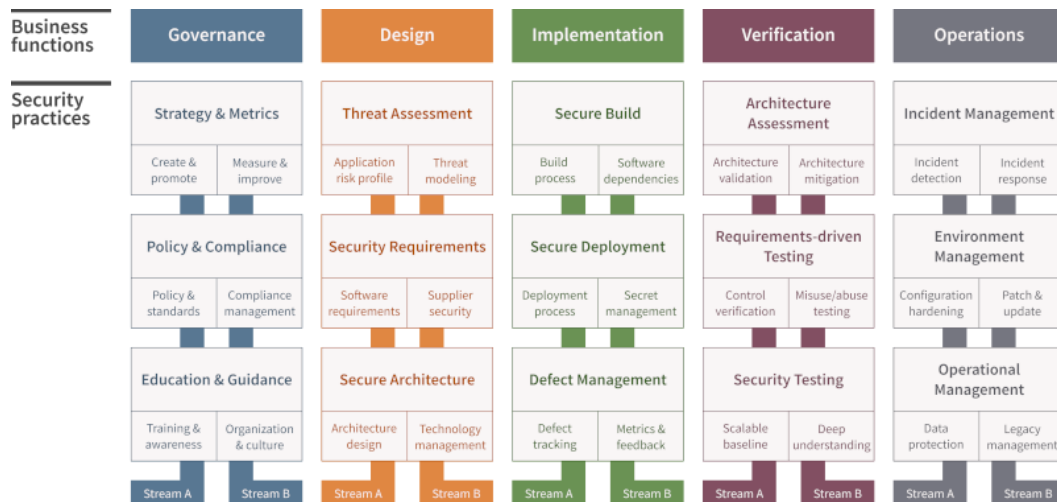 Business
functions
Governance
Design
Implementation
Verification
Operations
Security
practices
Strategy & Metrics
Threat Assessment
Secure Build
Architecture
Assessment
Incident Management
Create &
promote
Measure &
improve
Application
risk profile
Threat
modeling
Build
process
Software
dependencies
Architecture
validation
Architecture
mitigation
Incident
detection
Incident
response
Policy & Compliance
Security Requirements
Secure Deployment
Requirements-driven
Testing
Environment
Management
Policy &
standards
Compliance
management
Software
requirements
Supplier
security
Deployment
process
Secret
management
Control
verification
Misuse/abuse
testing
Configuration
hardening
Patch &
update
Education & Guidance
Secure Architecture
Defect Management
Security Testing
Operational
Management
Training &
awareness
Organization
& culture
Architecture
design
Technology
management
Defect
tracking
Metrics &
feedback
Scalable
baseline
Deep
understanding
Data
protection
Legacy
management
Stream A
Stream B
Stream A
Stream B
Stream A
Stream B
Stream A
Stream B
Stream A
Stream B